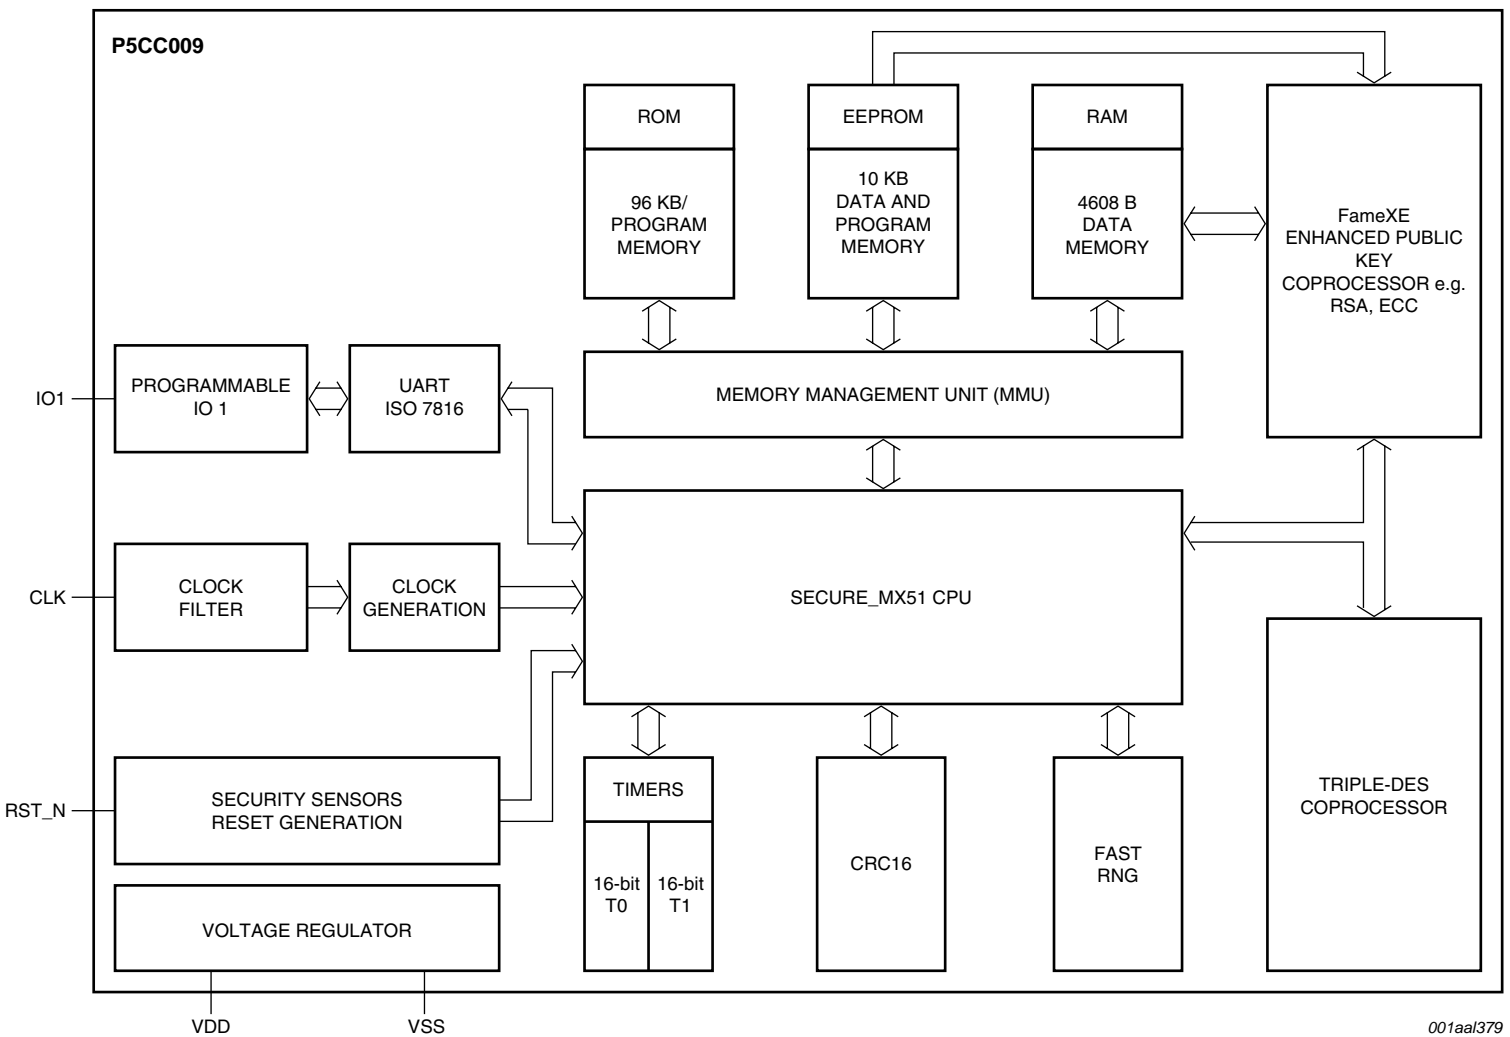 P5CC009
ROM
96 KB/
PROGRAM
MEMORY
EEPROM
10 KB
DATA AND
PROGRAM
MEMORY
RAM
4608 B
DATA
MEMORY
FameXE
ENHANCED PUBLIC
KEY
COPROCESSOR e.g.
RSA, ECC
IO1
PROGRAMMABLE
IO 1
UART
ISO 7816
MEMORY MANAGEMENT UNIT (MMU)
CLK
CLOCK
FILTER
CLOCK
GENERATION
SECURE_MX51 CPU
RST_N
SECURITY SENSORS
RESET GENERATION
TIMERS
16-bit
T0
16-bit
T1
CRC16
FAST
RNG
TRIPLE-DES
COPROCESSOR
VOLTAGE REGULATOR
VDD
VSS
001aal379